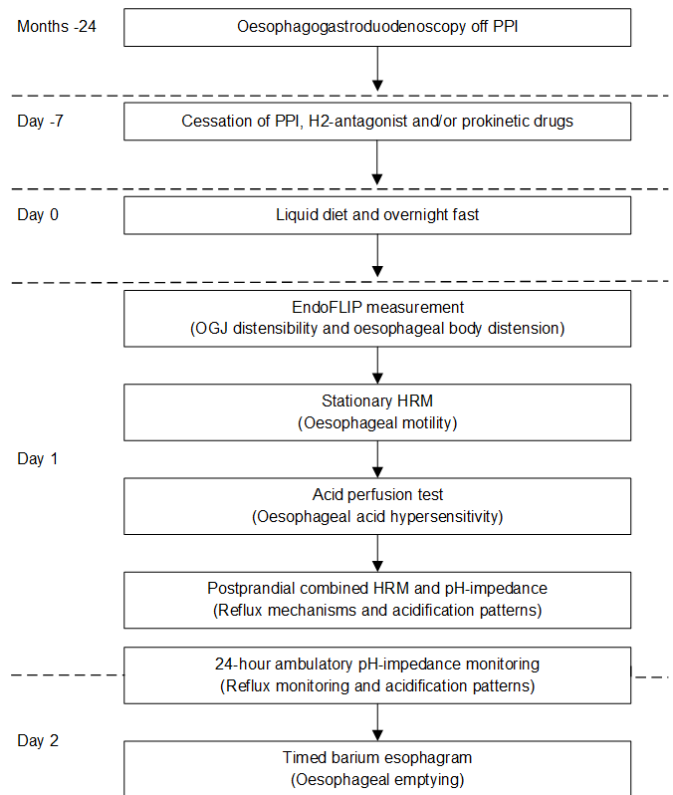 Months -24
Oesophagogastroduodenoscopy off PPI
Day -7
Cessation of PPI, H2-antagonist and/or prokinetic drugs
Day 0
Liquid diet and overnight fast
EndoFLIP measurement
(OGJ distensibility and oesophageal body distension)
Stationary HRM
(Oesophageal motility)
Day 1
Acid perfusion test
(Oesophageal acid hypersensitivity)
Postprandial combined HRM and pH-impedance
(Reflux mechanisms and acidification patterns)
24-hour ambulatory pH-impedance monitoring
(Reflux monitoring and acidification patterns)
Day 2
Timed barium esophagram
(Oesophageal emptying)